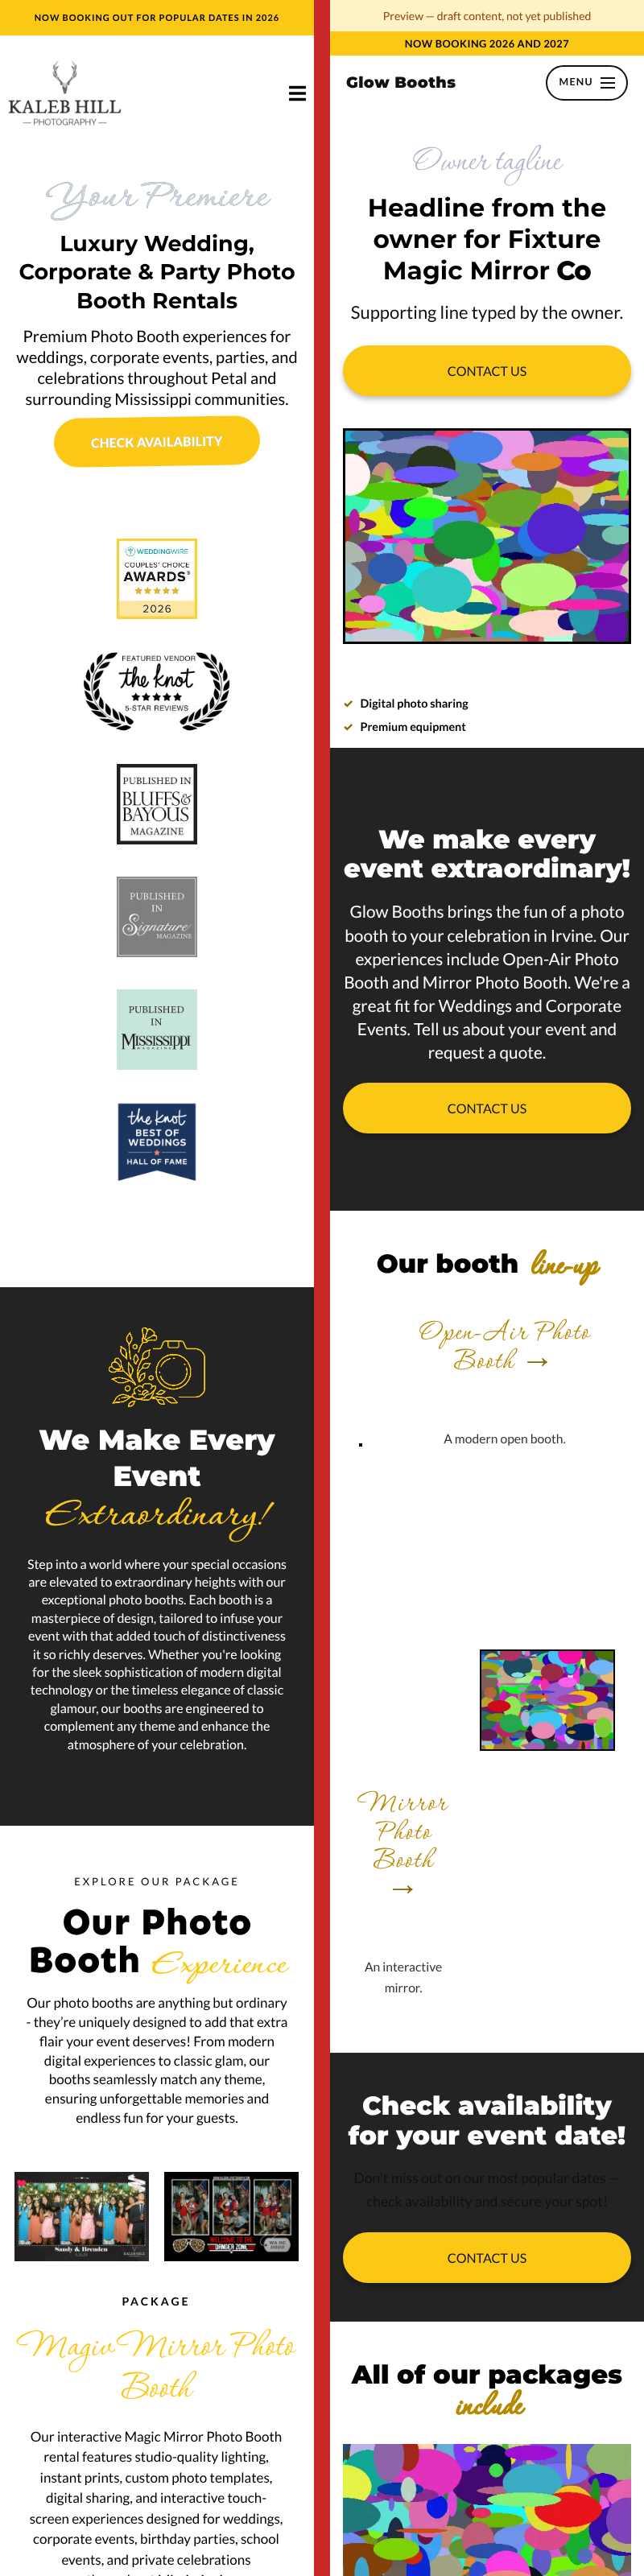 NOW BOOKING OUT FOR POPULAR DATES IN 2026
KALEB HILL
— PHOTOGRAPHY —
Your Premiere
Luxury Wedding,
Corporate & Party Photo
Booth Rentals
Premium Photo Booth experiences for
weddings, corporate events, parties, and
celebrations throughout Petal and
surrounding Mississippi communities.
CHECK AVAILABILITY
WEDDINGWIRE
COUPLES' CHOICE
AWARDS®
2026
FEATURED VENDOR
the knot
5-STAR REVIEWS
PUBLISHED IN
BLUFFS&
BAYOUS
MAGAZINE
PUBLISHED
IN
Signature
MAGAZINE
PUBLISHED
IN
MISSISSIPPI
the knot
BEST OF
WEDDINGS
HALL OF FAME
We Make Every
Event
Extraordinary!
Step into a world where your special occasions
are elevated to extraordinary heights with our
exceptional photo booths. Each booth is a
masterpiece of design, tailored to infuse your
event with that added touch of distinctiveness
it so richly deserves. Whether you're looking
for the sleek sophistication of modern digital
technology or the timeless elegance of classic
glamour, our booths are engineered to
complement any theme and enhance the
atmosphere of your celebration.
EXPLORE OUR PACKAGE
Our Photo
Booth Experience
Our photo booths are anything but ordinary
- they’re uniquely designed to add that extra
flair your event deserves! From modern
digital experiences to classic glam, our
booths seamlessly match any theme,
ensuring unforgettable memories and
endless fun for your guests.
Sandy & Brenden
WELCOME TO THE
DANGER ZONE
PACKAGE
Magiv Mirror Photo
Booth
Our interactive Magic Mirror Photo Booth
rental features studio-quality lighting,
instant prints, custom photo templates,
digital sharing, and interactive touch-
screen experiences designed for weddings,
corporate events, birthday parties, school
events, and private celebrations
Preview — draft content, not yet published
NOW BOOKING 2026 AND 2027
Glow Booths
MENU
Owner tagline
Headline from the
owner for Fixture
Magic Mirror Co
Supporting line typed by the owner.
CONTACT US
✓ Digital photo sharing
✓ Premium equipment
We make every
event extraordinary!
Glow Booths brings the fun of a photo
booth to your celebration in Irvine. Our
experiences include Open-Air Photo
Booth and Mirror Photo Booth. We're a
great fit for Weddings and Corporate
Events. Tell us about your event and
request a quote.
CONTACT US
Our booth line-up
Open-Air Photo
Booth →
A modern open booth.
Mirror
Photo
Booth
→
An interactive
mirror.
Check availability
for your event date!
Don't miss out on our most popular dates —
check availability and secure your spot!
CONTACT US
All of our packages
include